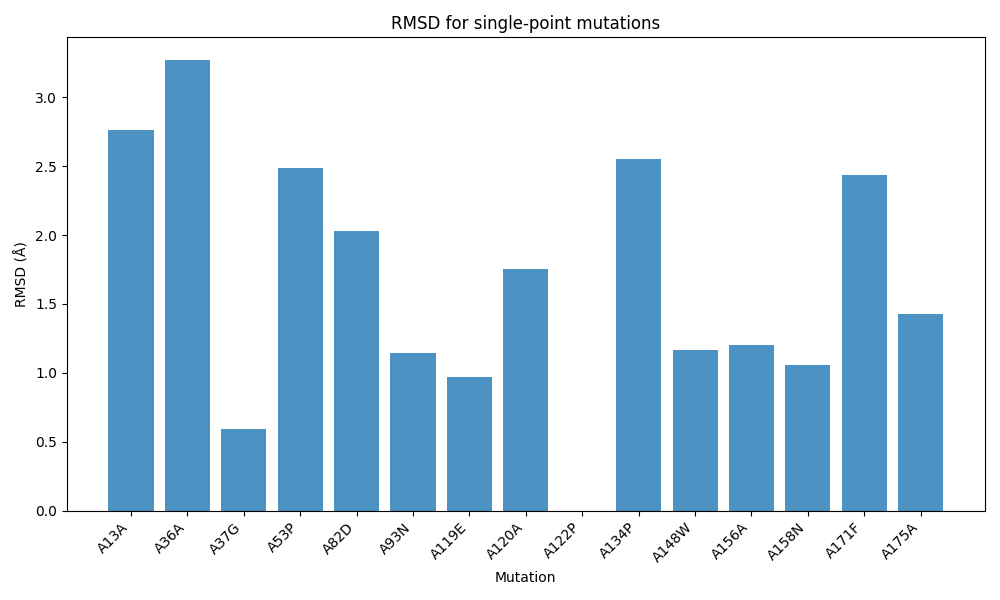 RMSD for single-point mutations
RMSD (Å)
3.0
2.5
2.0
1.5
1.0
0.5
0.0
A13A
A36A
A37G
A53P
A82D
A93N
A119E
A120A
A122P
A134P
A148W
A156A
A158N
A171F
A175A
Mutation